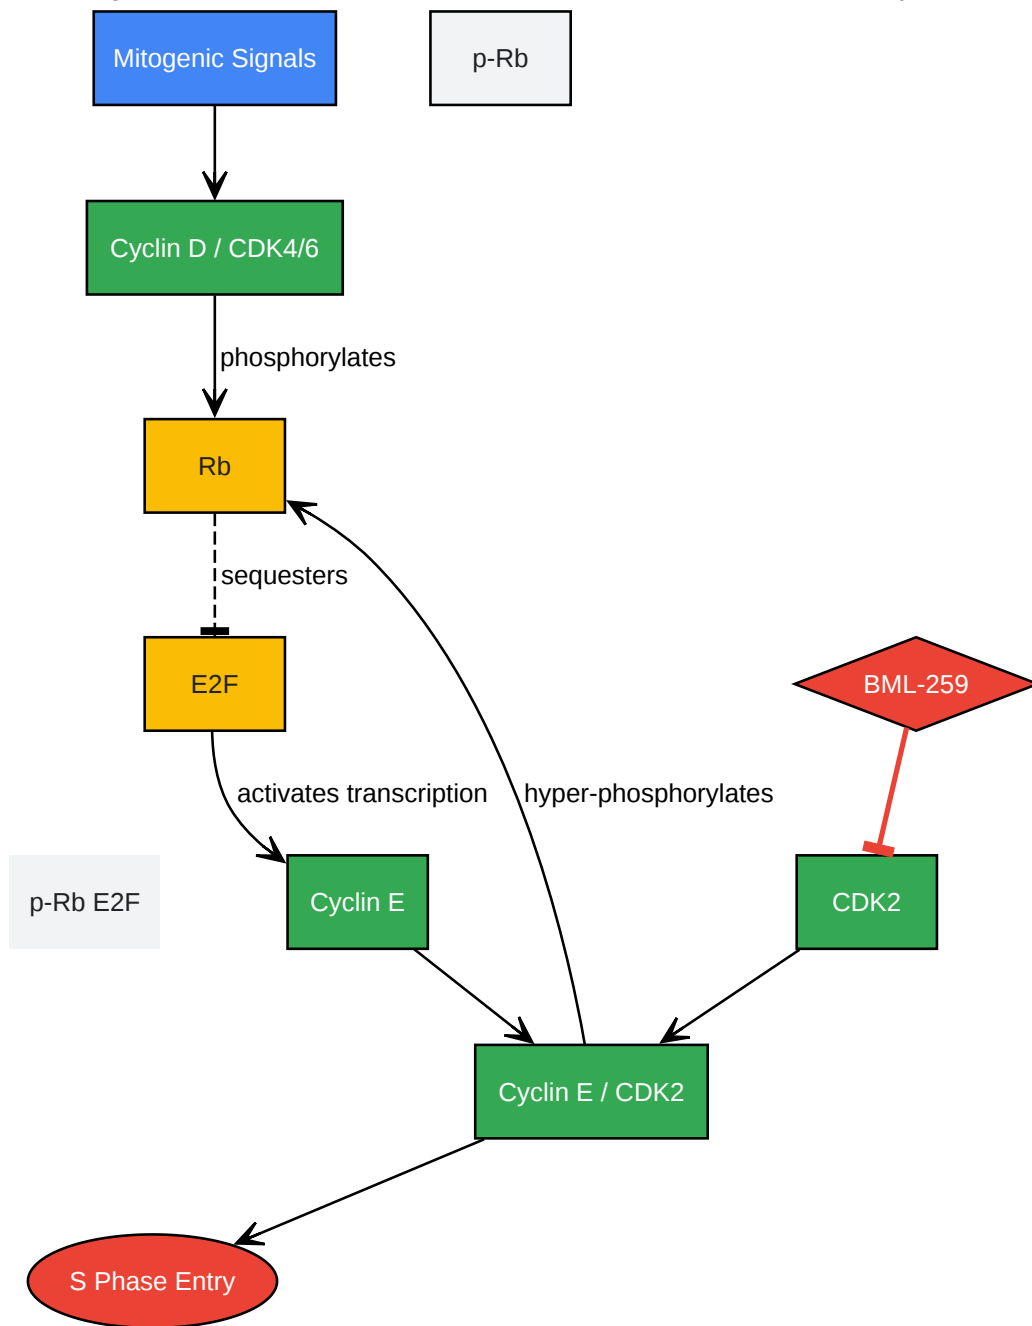 Mitogenic Signals
p-Rb
Cyclin D / CDK4/6
phosphorylates
Rb
sequesters
E2F
BML-259
activates transcription
hyper-phosphorylates
p-Rb E2F
Cyclin E
CDK2
Cyclin E / CDK2
S Phase Entry